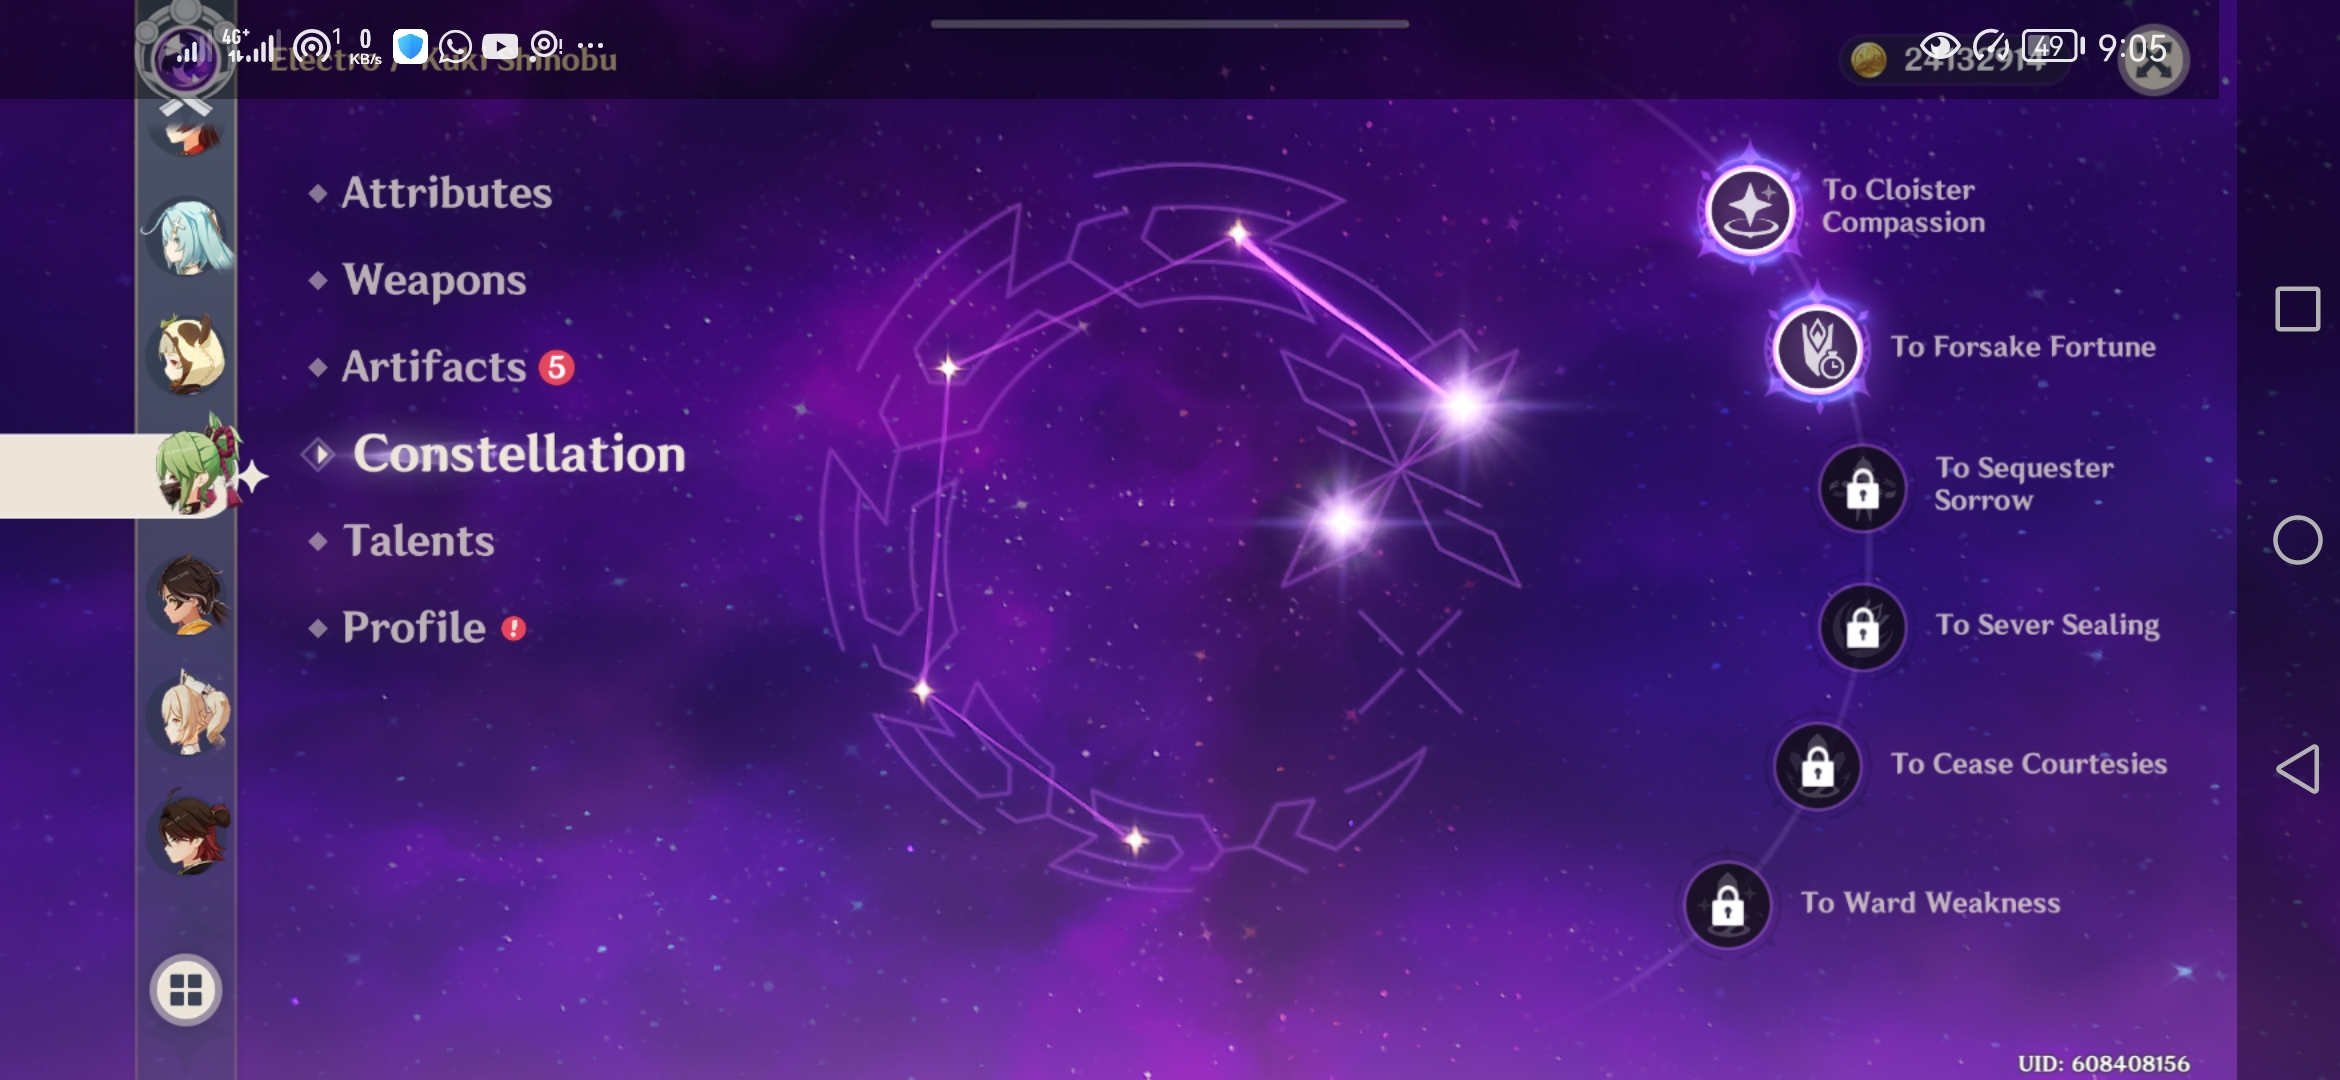 4G+
1
0
KB/s
49
9:05
Electro / Kuki Shinobu
24132914
Attributes
Weapons
Artifacts 5
Constellation
Talents
Profile !
To Cloister
Compassion
To Forsake Fortune
To Sequester
Sorrow
To Sever Sealing
To Cease Courtesies
To Ward Weakness
UID: 608408156